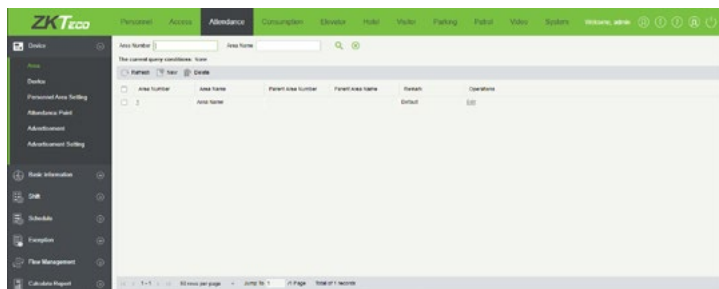 ZKTeco Personnel Access Attendance Consumption Elevator Hotel Visitor Parking Patrol Video System Welcome, admin
Device
Area
Device
Personnel Area Setting
Attendance Point
Advertisement
Advertisement Setting
Basic Information
Shift
Schedule
Exception
Flow Management
Calculate Report
Area Number Area Name
The current query conditions: None
Refresh New Delete
Area Number Area Name Parent Area Number Parent Area Name Remark Operations
1 Area Name Default Edit
1-1 50 rows per page Jump To 1 /1 Page Total of 1 records